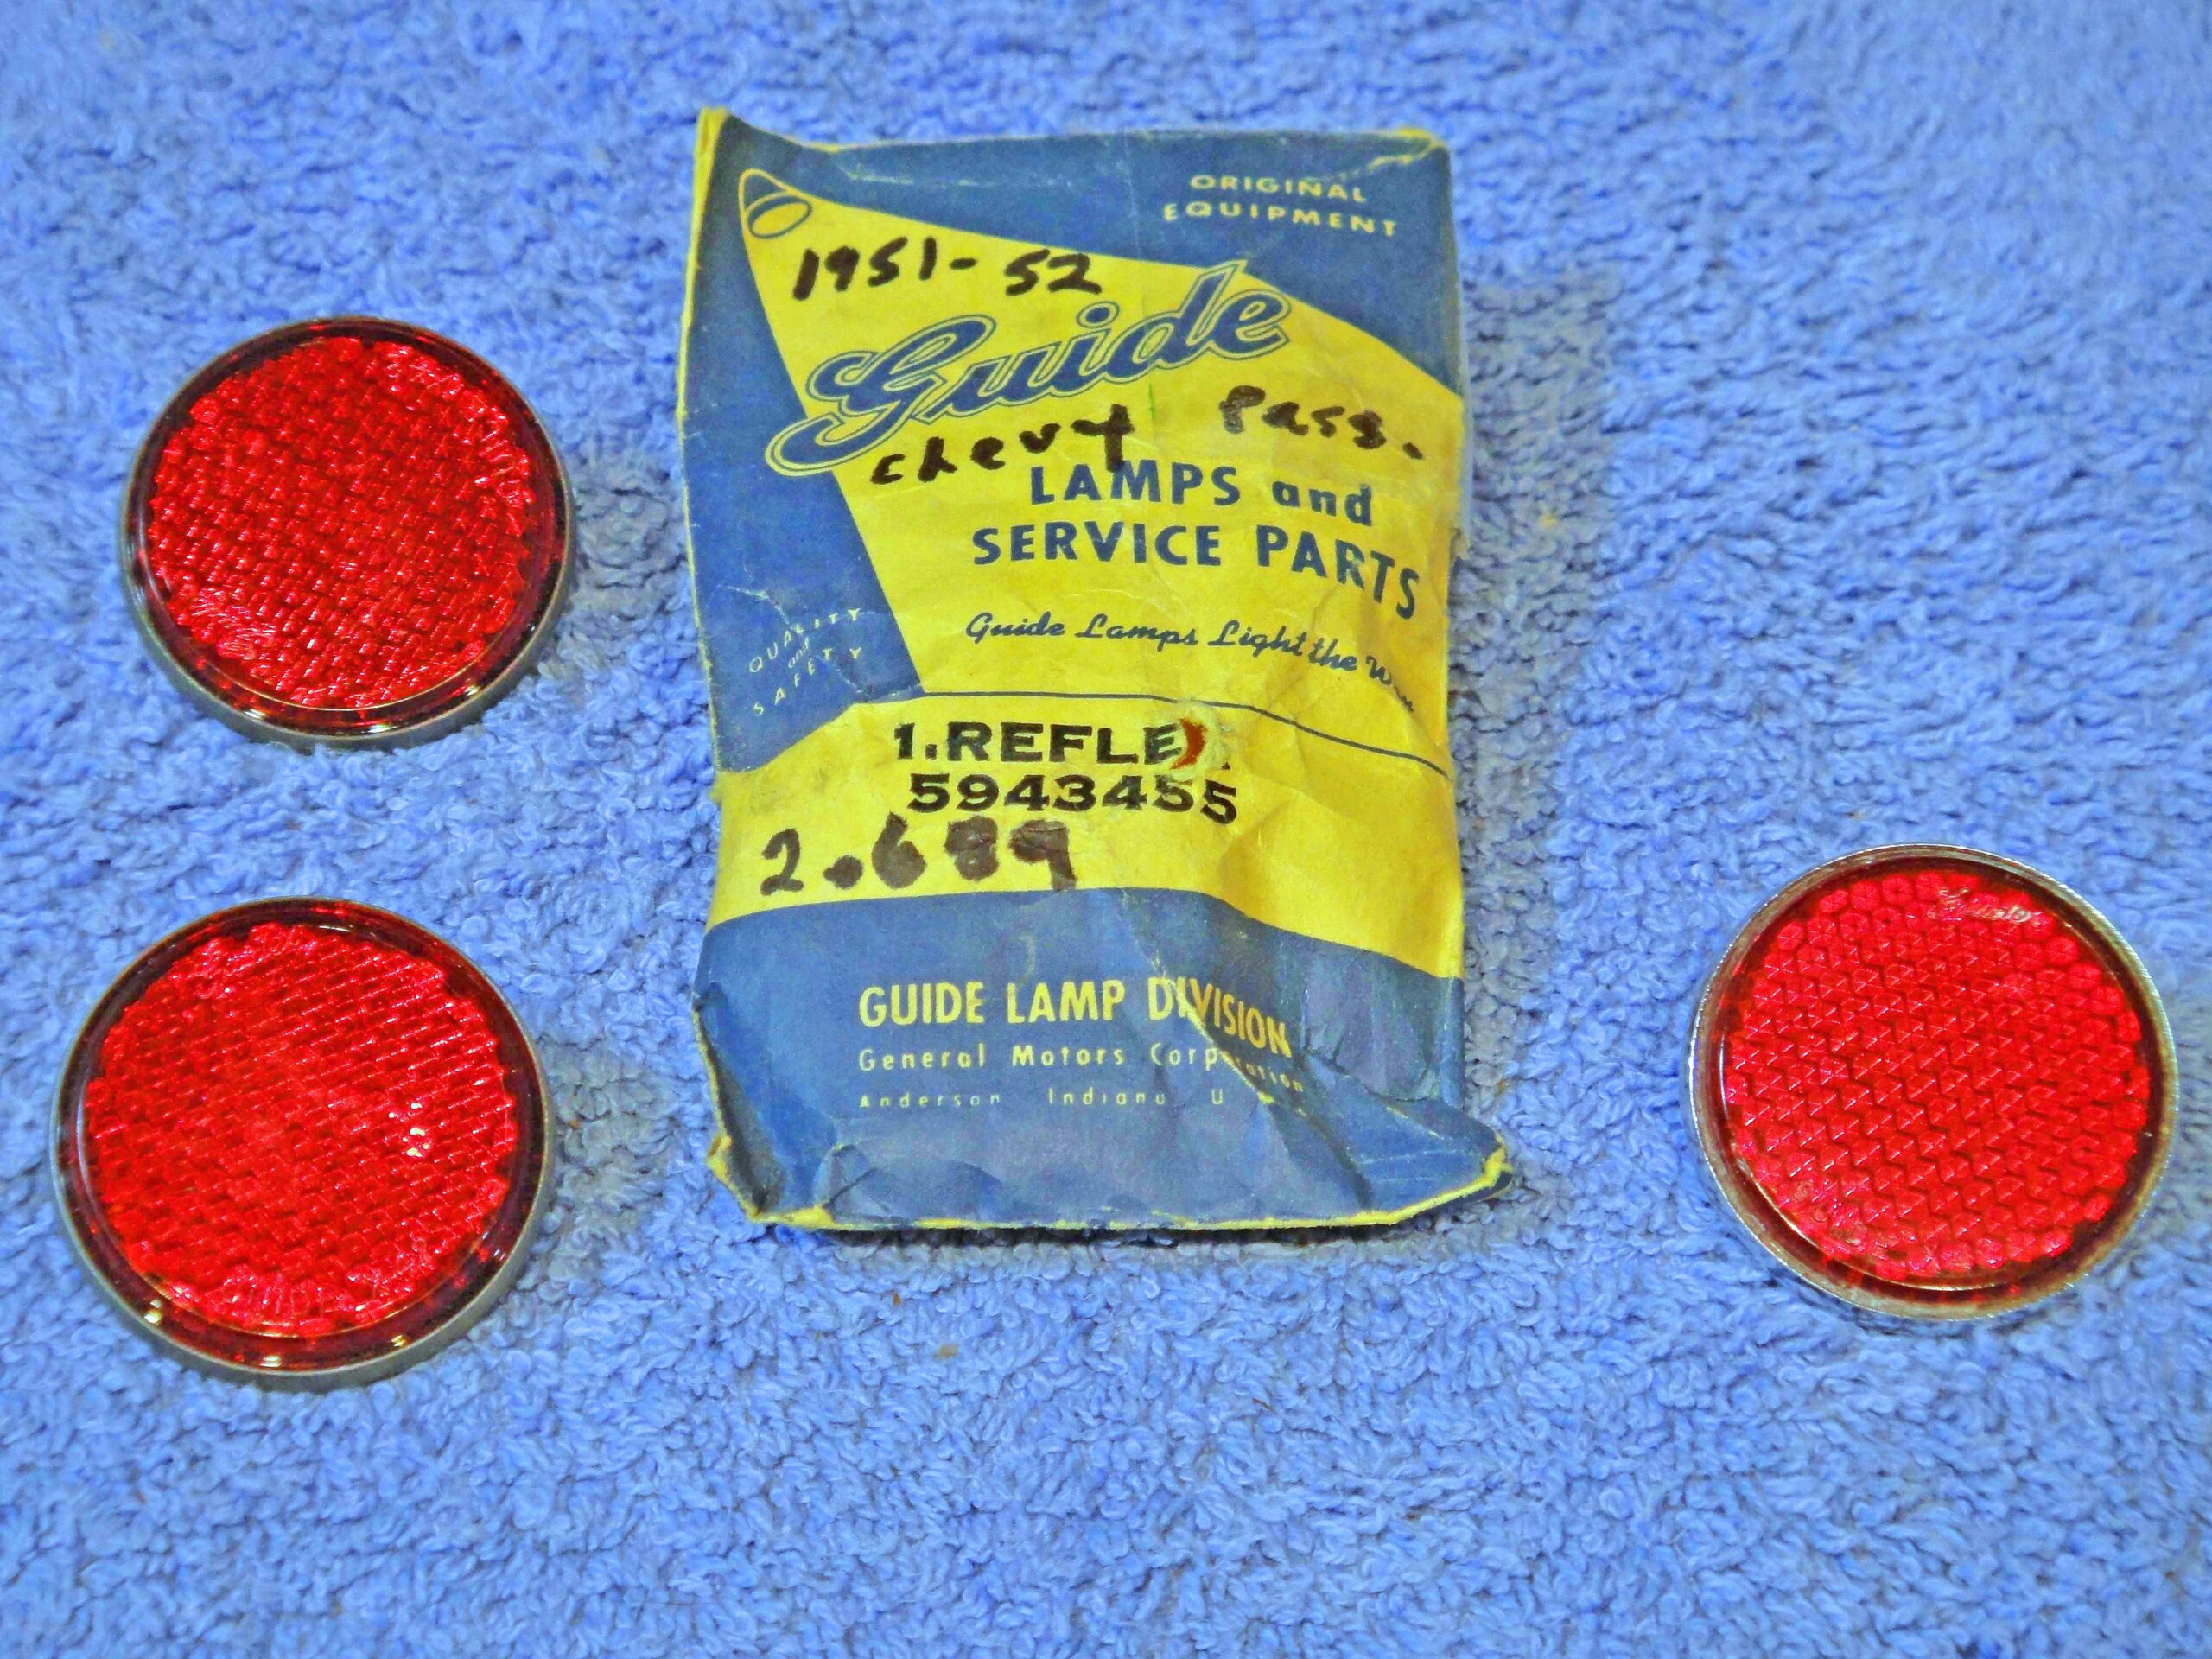 ORIGINAL
EQUIPMENT
1951-52
Guide
chevy Pass.
LAMPS and
SERVICE PARTS
Guide Lamps Light the
QUALITY
and
SAFETY
1.REFLE
5943455
2.689
GUIDE LAMP DIVISION
General Motors Corporation
Anderson Indiana U
Guide